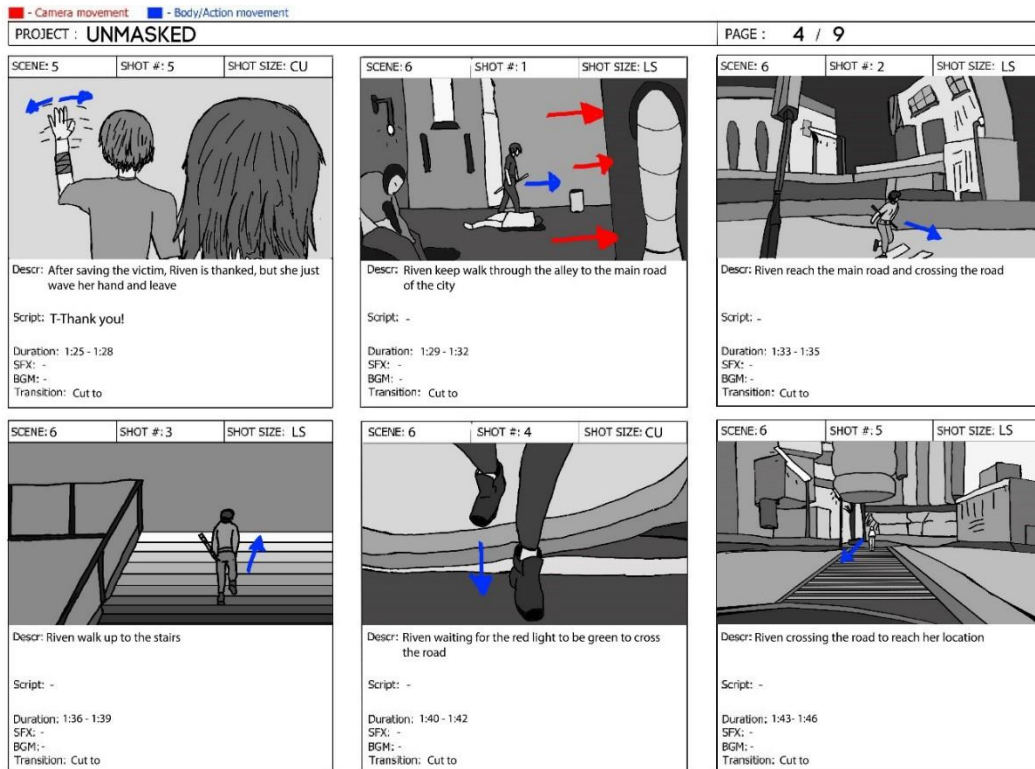 - Camera movement - Body/Action movement
PROJECT : UNMASKED PAGE : 4 / 9
SCENE: 5 SHOT #: 5 SHOT SIZE: CU
Descr: After saving the victim, Riven is thanked, but she just
wave her hand and leave
Script: T-Thank you!
Duration: 1:25 - 1:28
SFX: -
BGM: -
Transition: Cut to
SCENE: 6 SHOT #: 1 SHOT SIZE: LS
Descr: Riven keep walk through the alley to the main road
of the city
Script: -
Duration: 1:29 - 1:32
SFX: -
BGM: -
Transition: Cut to
SCENE: 6 SHOT #: 2 SHOT SIZE: LS
Descr: Riven reach the main road and crossing the road
Script: -
Duration: 1:33 - 1:35
SFX: -
BGM: -
Transition: Cut to
SCENE: 6 SHOT #: 3 SHOT SIZE: LS
Descr: Riven walk up to the stairs
Script: -
Duration: 1:36 - 1:39
SFX: -
BGM: -
Transition: Cut to
SCENE: 6 SHOT #: 4 SHOT SIZE: CU
Descr: Riven waiting for the red light to be green to cross
the road
Script: -
Duration: 1:40 - 1:42
SFX: -
BGM: -
Transition: Cut to
SCENE: 6 SHOT #: 5 SHOT SIZE: LS
Descr: Riven crossing the road to reach her location
Script: -
Duration: 1:43- 1:46
SFX: -
BGM: -
Transition: Cut to